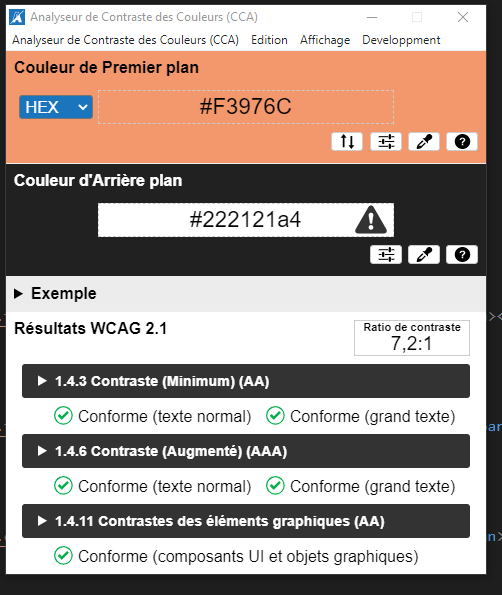 Analyseur de Contraste des Couleurs (CCA)
Analyseur de Contraste des Couleurs (CCA) Edition Affichage Developpment
Couleur de Premier plan
HEX #F3976C
Couleur d'Arrière plan
#222121a4
Exemple
Résultats WCAG 2.1
Ratio de contraste
7,2:1
1.4.3 Contraste (Minimum) (AA)
Conforme (texte normal) Conforme (grand texte)
1.4.6 Contraste (Augmenté) (AAA)
Conforme (texte normal) Conforme (grand texte)
1.4.11 Contrastes des éléments graphiques (AA)
Conforme (composants UI et objets graphiques)